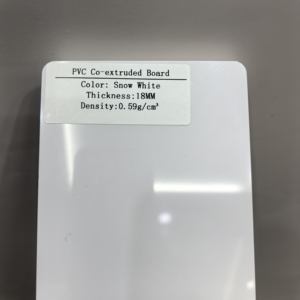 PVC Co-extruded Board
Color: Snow White
Thickness:18MM
Density:0.59g/cm³